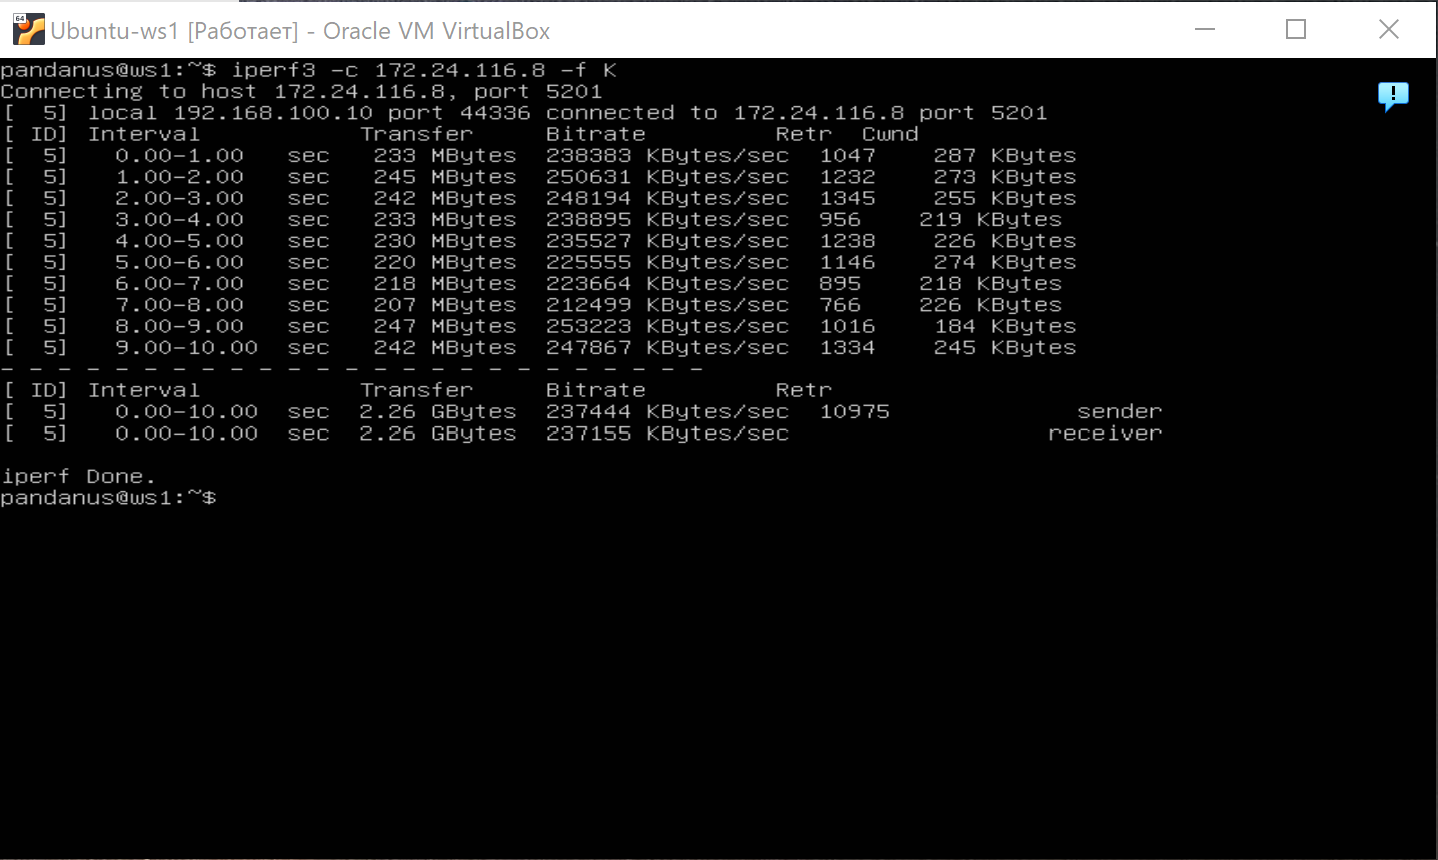 64
Ubuntu-ws1 [Работает] - Oracle VM VirtualBox
pandanus@ws1:~$ iperf3 -c 172.24.116.8 -f K
Connecting to host 172.24.116.8, port 5201
[  5] local 192.168.100.10 port 44336 connected to 172.24.116.8 port 5201
[ ID] Interval           Transfer     Bitrate         Retr  Cwnd
[  5]   0.00-1.00   sec   233 MBytes  238383 KBytes/sec  1047    287 KBytes
[  5]   1.00-2.00   sec   245 MBytes  250631 KBytes/sec  1232    273 KBytes
[  5]   2.00-3.00   sec   242 MBytes  248194 KBytes/sec  1345    255 KBytes
[  5]   3.00-4.00   sec   233 MBytes  238895 KBytes/sec  956    219 KBytes
[  5]   4.00-5.00   sec   230 MBytes  235527 KBytes/sec  1238    226 KBytes
[  5]   5.00-6.00   sec   220 MBytes  225555 KBytes/sec  1146    274 KBytes
[  5]   6.00-7.00   sec   218 MBytes  223664 KBytes/sec  895    218 KBytes
[  5]   7.00-8.00   sec   207 MBytes  212499 KBytes/sec  766    226 KBytes
[  5]   8.00-9.00   sec   247 MBytes  253223 KBytes/sec  1016    184 KBytes
[  5]   9.00-10.00  sec   242 MBytes  247867 KBytes/sec  1334    245 KBytes
- - - - - - - - - - - - - - - - - - - - - - - - -
[ ID] Interval           Transfer     Bitrate         Retr
[  5]   0.00-10.00  sec  2.26 GBytes  237444 KBytes/sec  10975             sender
[  5]   0.00-10.00  sec  2.26 GBytes  237155 KBytes/sec                  receiver
iperf Done.
pandanus@ws1:~$